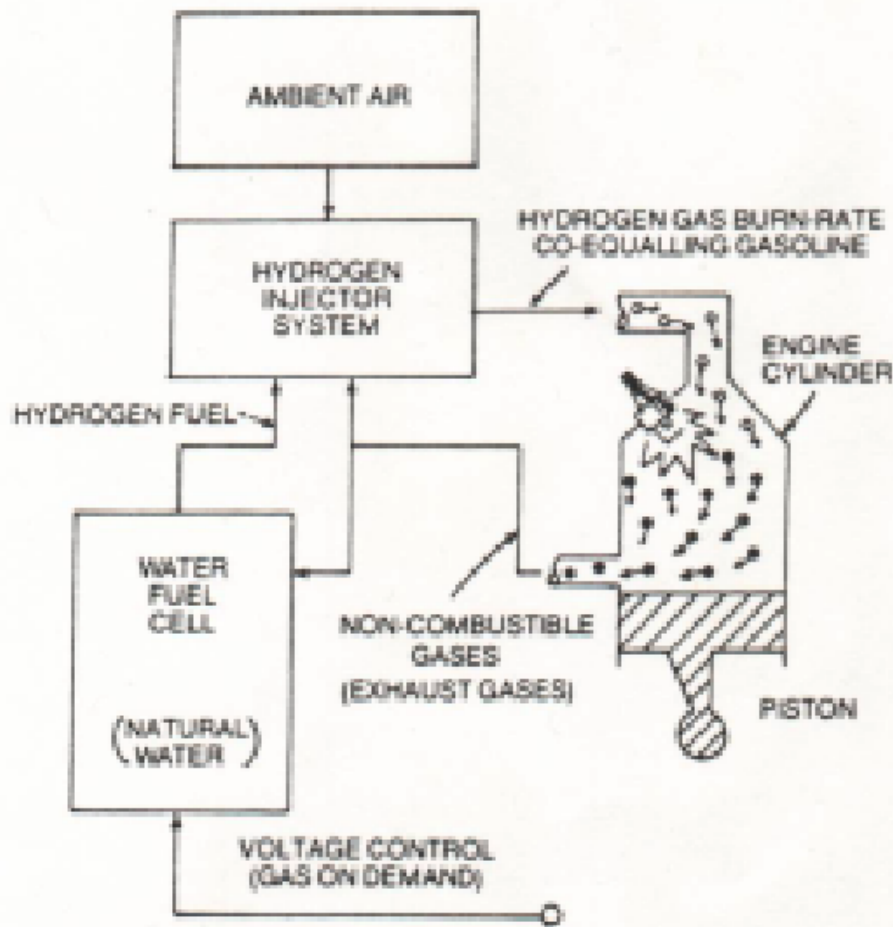 AMBIENT AIR
HYDROGEN GAS BURN-RATE
CO-EQUALLING GASOLINE
HYDROGEN
INJECTOR
SYSTEM
ENGINE
CYLINDER
HYDROGEN FUEL
WATER
FUEL
CELL
NON-COMBUSTIBLE
GASES
(EXHAUST GASES)
PISTON
(NATURAL
WATER)
VOLTAGE CONTROL
(GAS ON DEMAND)